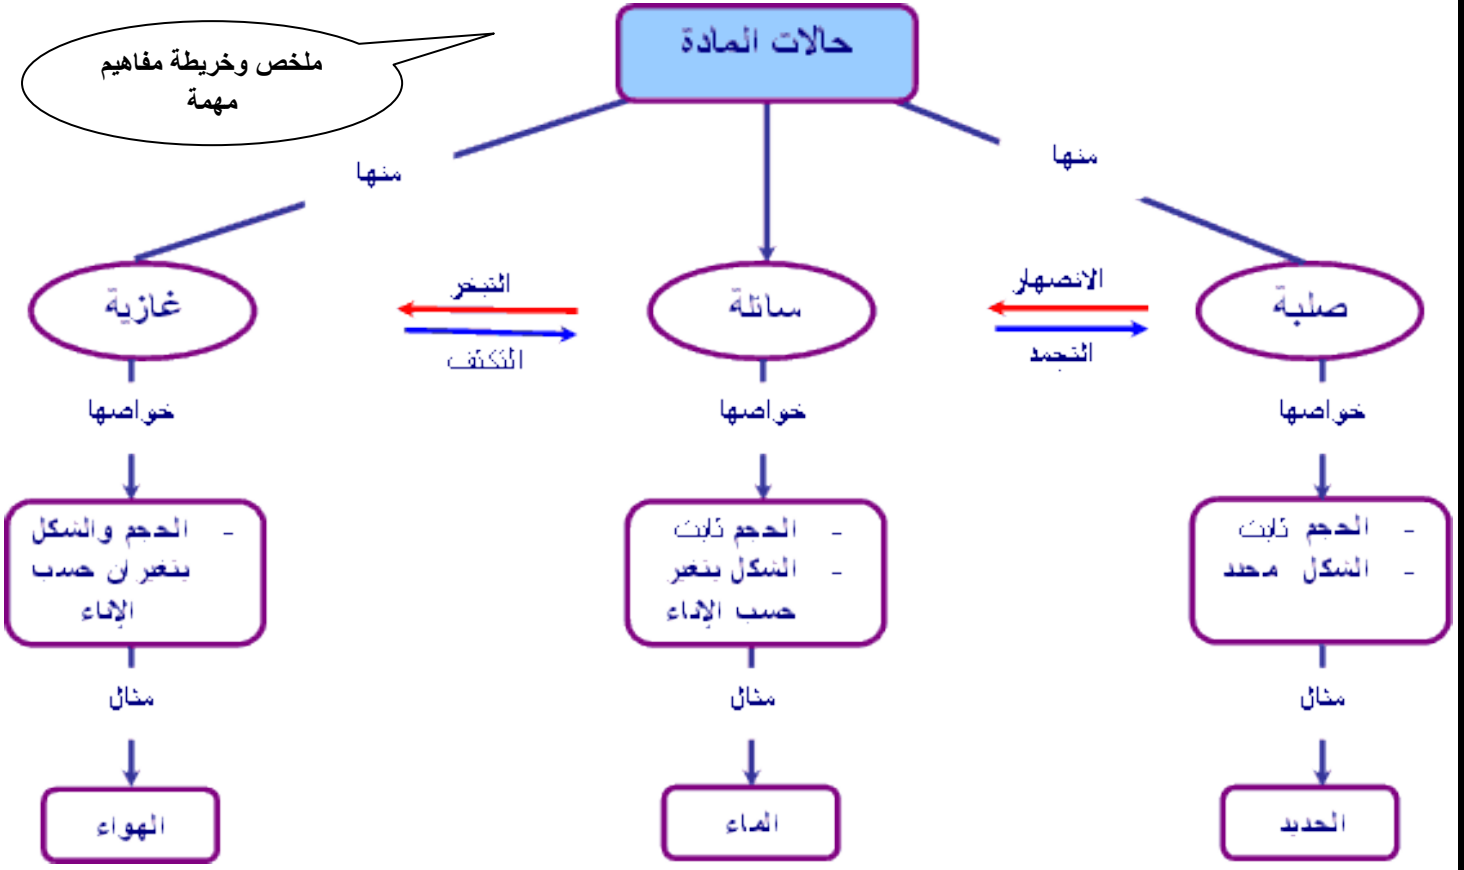 ملخص وخريطة مفاهيم
مهمة
حالات المادة
منها
منها
صلبة
الانصهار
التجمد
سائلة
التبخر
التكثف
غازية
خواصها
خواصها
خواصها
- الحجم ثابت
- الشكل محدد
- الحجم ثابت
- الشكل يتغير
حسب الإناء
- الحجم والشكل
يتغيران حسب
الإناء
مثال
مثال
مثال
الحديد
الماء
الهواء